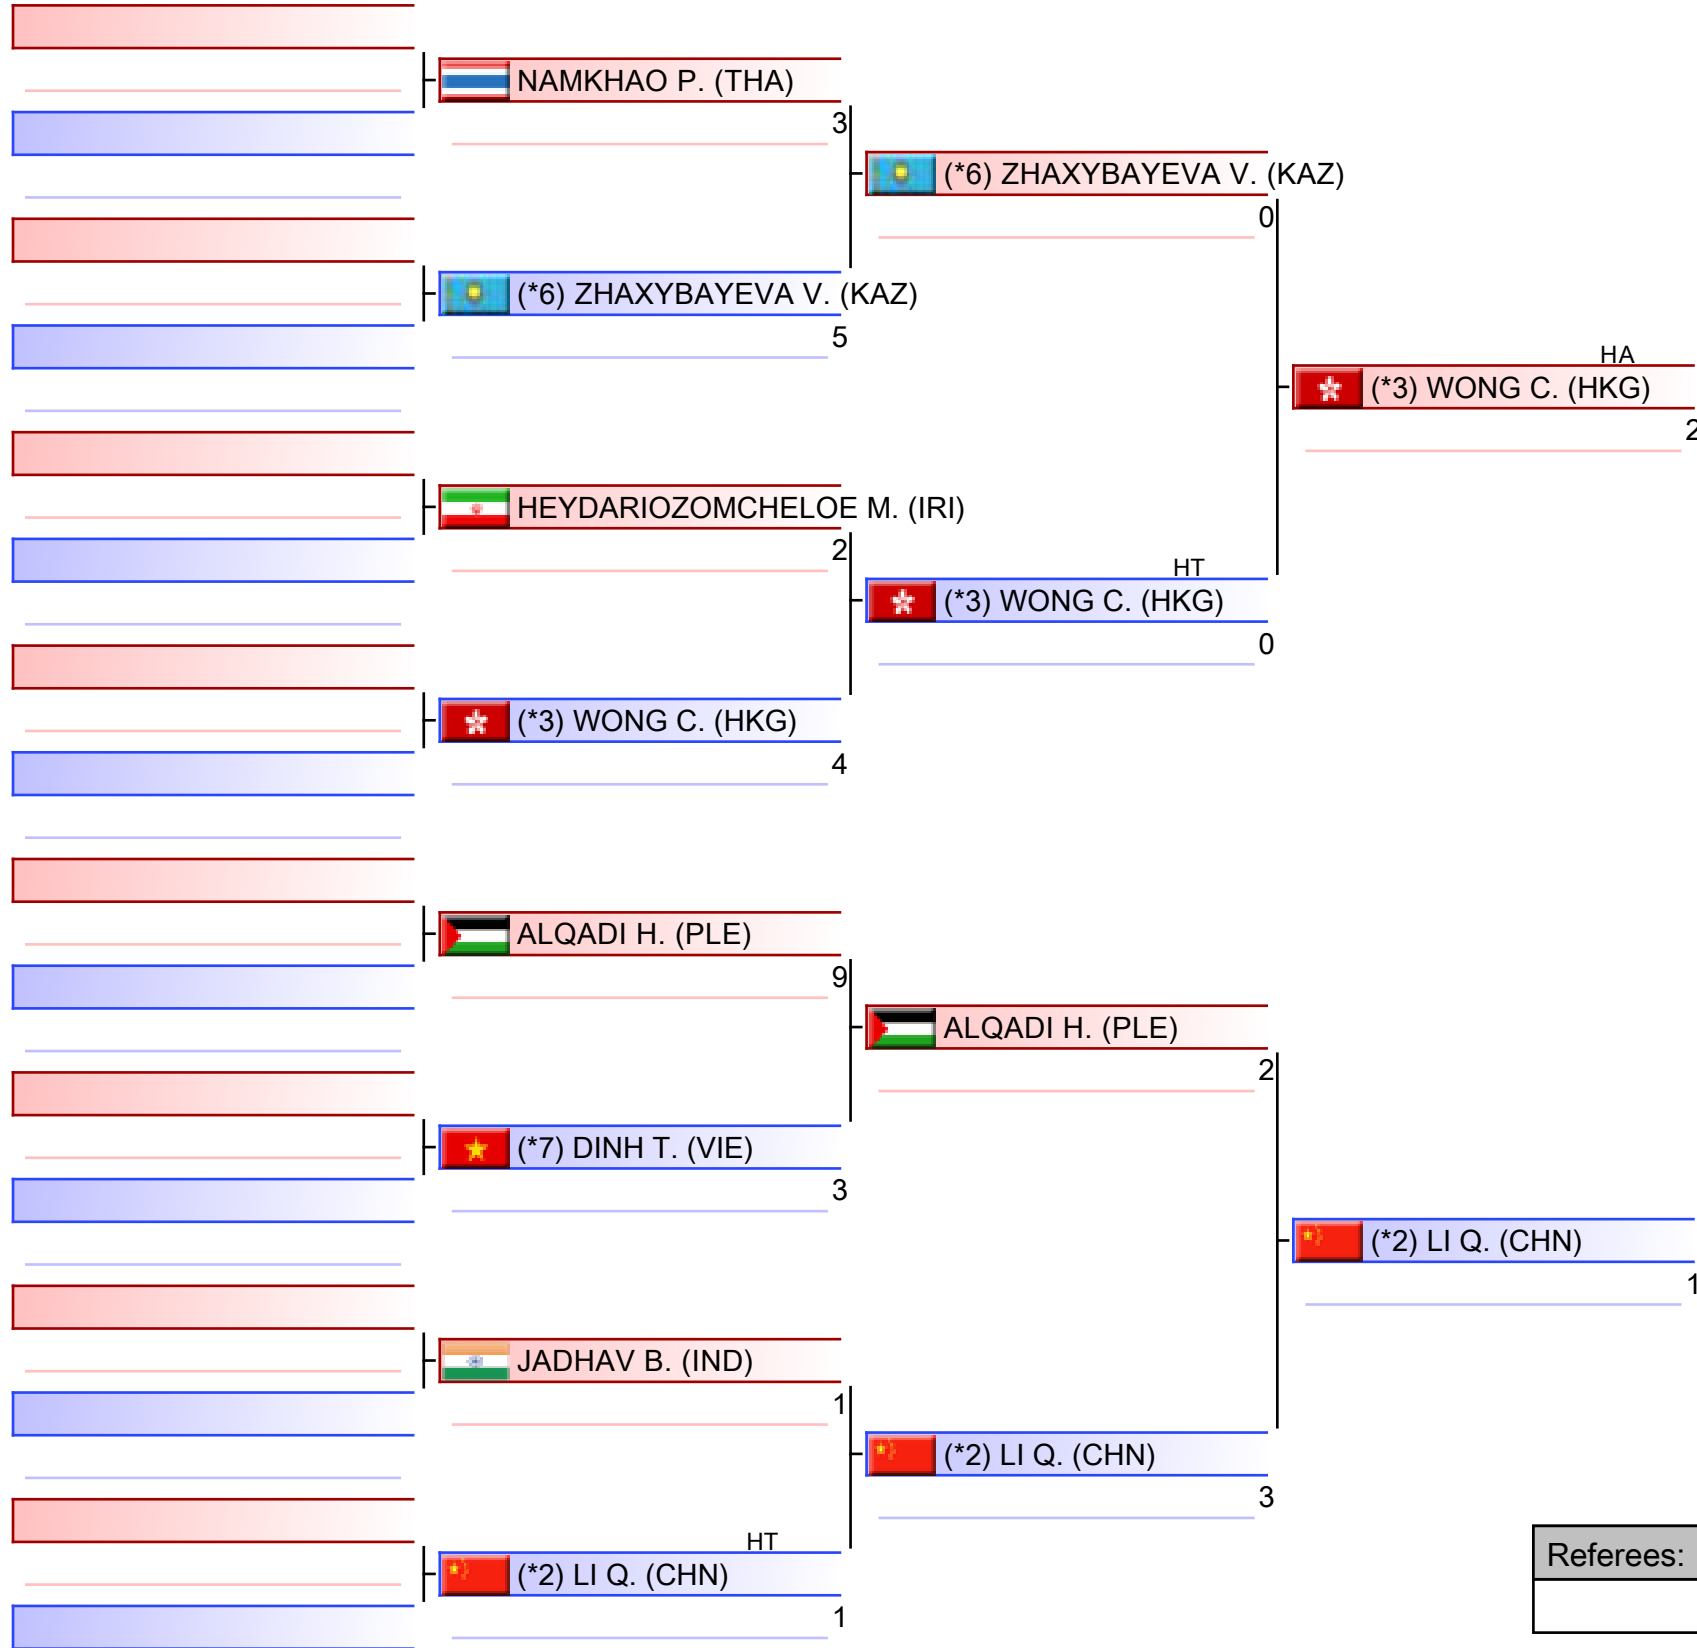 NAMKHAO P. (THA)
3
(*6) ZHAXYBAYEVA V. (KAZ)
0
(*6) ZHAXYBAYEVA V. (KAZ)
5
HA
(*3) WONG C. (HKG)
2
HEYDARIOZOMCHELOE M. (IRI)
2
HT
(*3) WONG C. (HKG)
0
(*3) WONG C. (HKG)
4
ALQADI H. (PLE)
9
ALQADI H. (PLE)
2
(*7) DINH T. (VIE)
3
(*2) LI Q. (CHN)
1
JADHAV B. (IND)
1
(*2) LI Q. (CHN)
3
HT
(*2) LI Q. (CHN)
1
Referees: